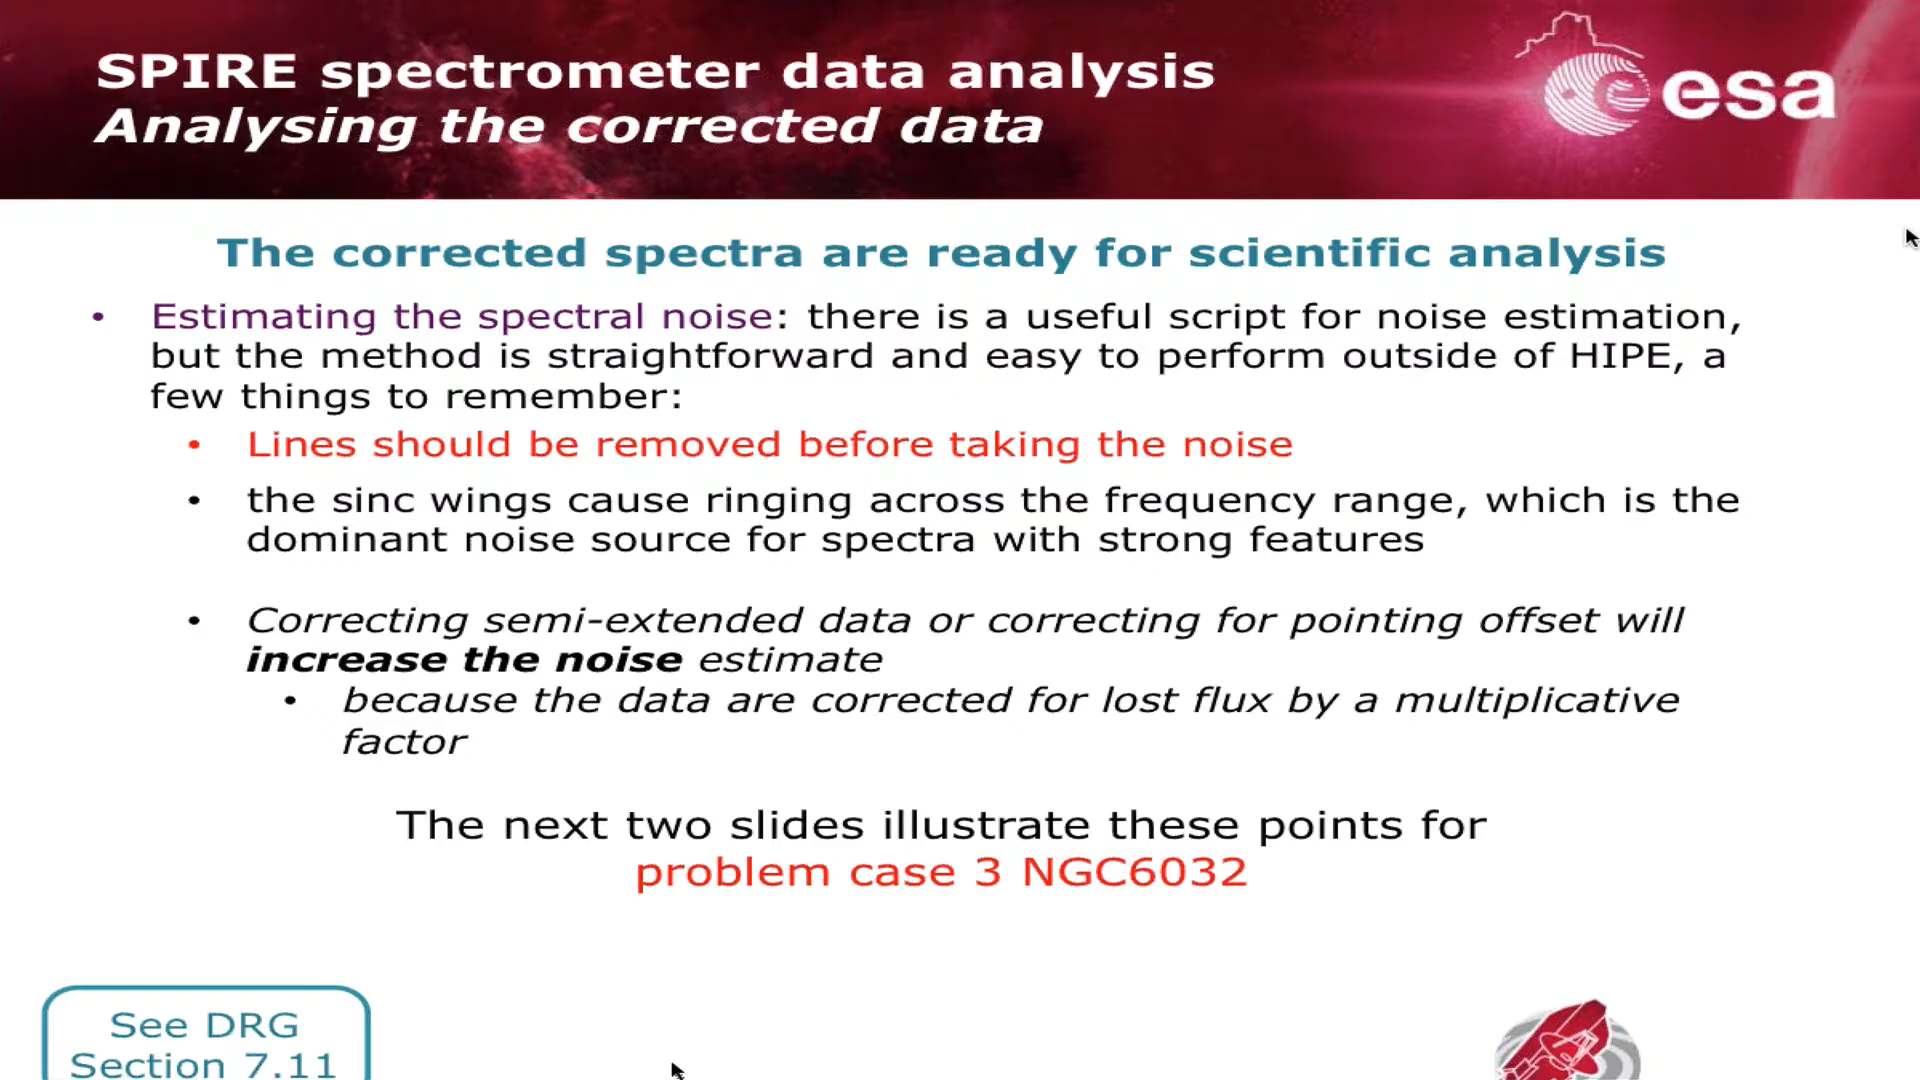 SPIRE spectrometer data analysis
Analysing the corrected data
esa
The corrected spectra are ready for scientific analysis
• Estimating the spectral noise: there is a useful script for noise estimation,
but the method is straightforward and easy to perform outside of HIPE, a
few things to remember:
• Lines should be removed before taking the noise
• the sinc wings cause ringing across the frequency range, which is the
dominant noise source for spectra with strong features
• Correcting semi-extended data or correcting for pointing offset will
increase the noise estimate
• because the data are corrected for lost flux by a multiplicative
factor
The next two slides illustrate these points for
problem case 3 NGC6032
See DRG
Section 7.11